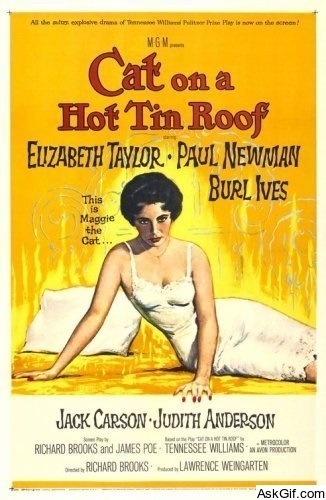 All the sultry explosive drama of Tennessee Williams' Pulitzer Prize Play is now on the screen!
M-G-M presents
Cat on a
Hot Tin Roof
starring
ELIZABETH TAYLOR · PAUL NEWMAN
BURL IVES
This
is
Maggie
the
Cat...
JACK CARSON · JUDITH ANDERSON
Screen Play by
RICHARD BROOKS and JAMES POE ·
Based on the Play "CAT ON A HOT TIN ROOF" by
TENNESSEE WILLIAMS ·
in METROCOLOR
AN AVON PRODUCTION
Directed by RICHARD BROOKS · Produced by LAWRENCE WEINGARTEN
AskGif.com